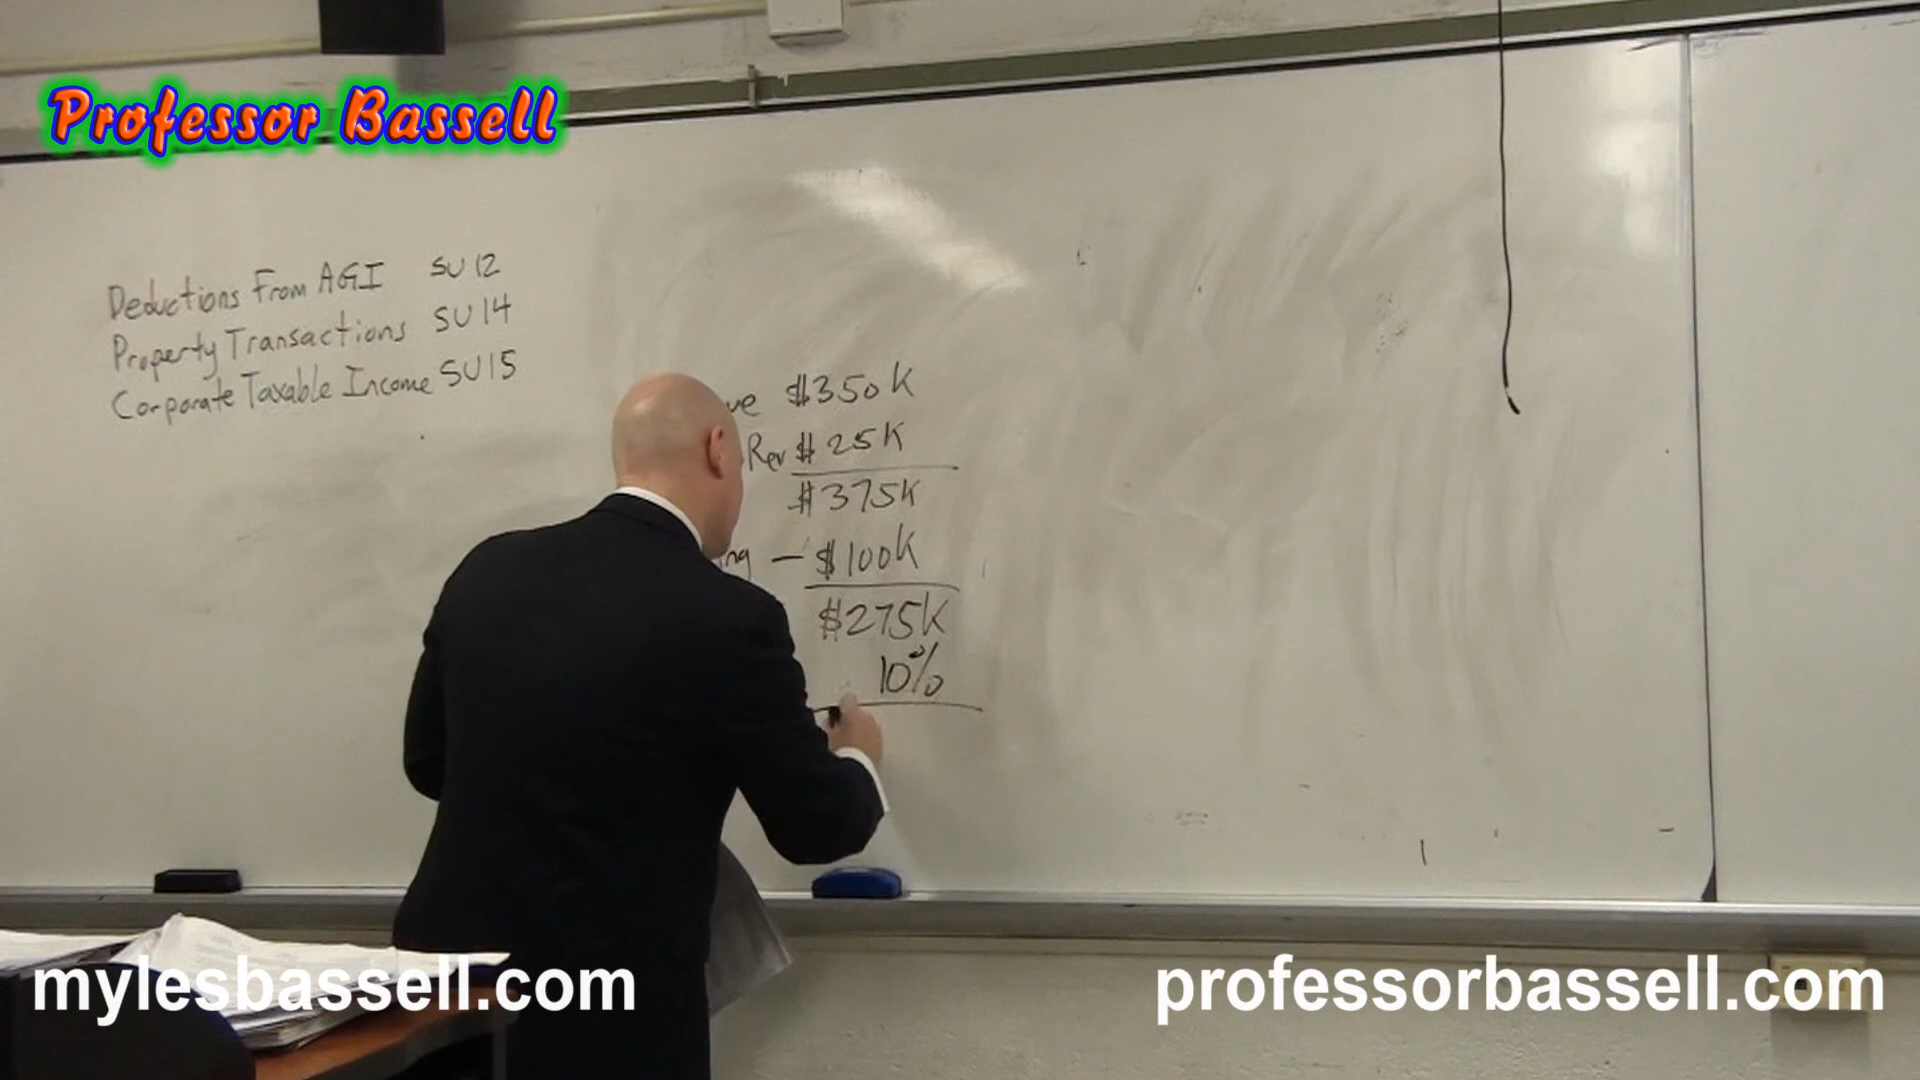 Professor Bassell
Deductions From AGI SU 12
Property Transactions SU 14
Corporate Taxable Income SU 15
$350K
Rev $ 25K
$375K
— $100K
$275K
10%
mylesbassell.com
professorbassell.com